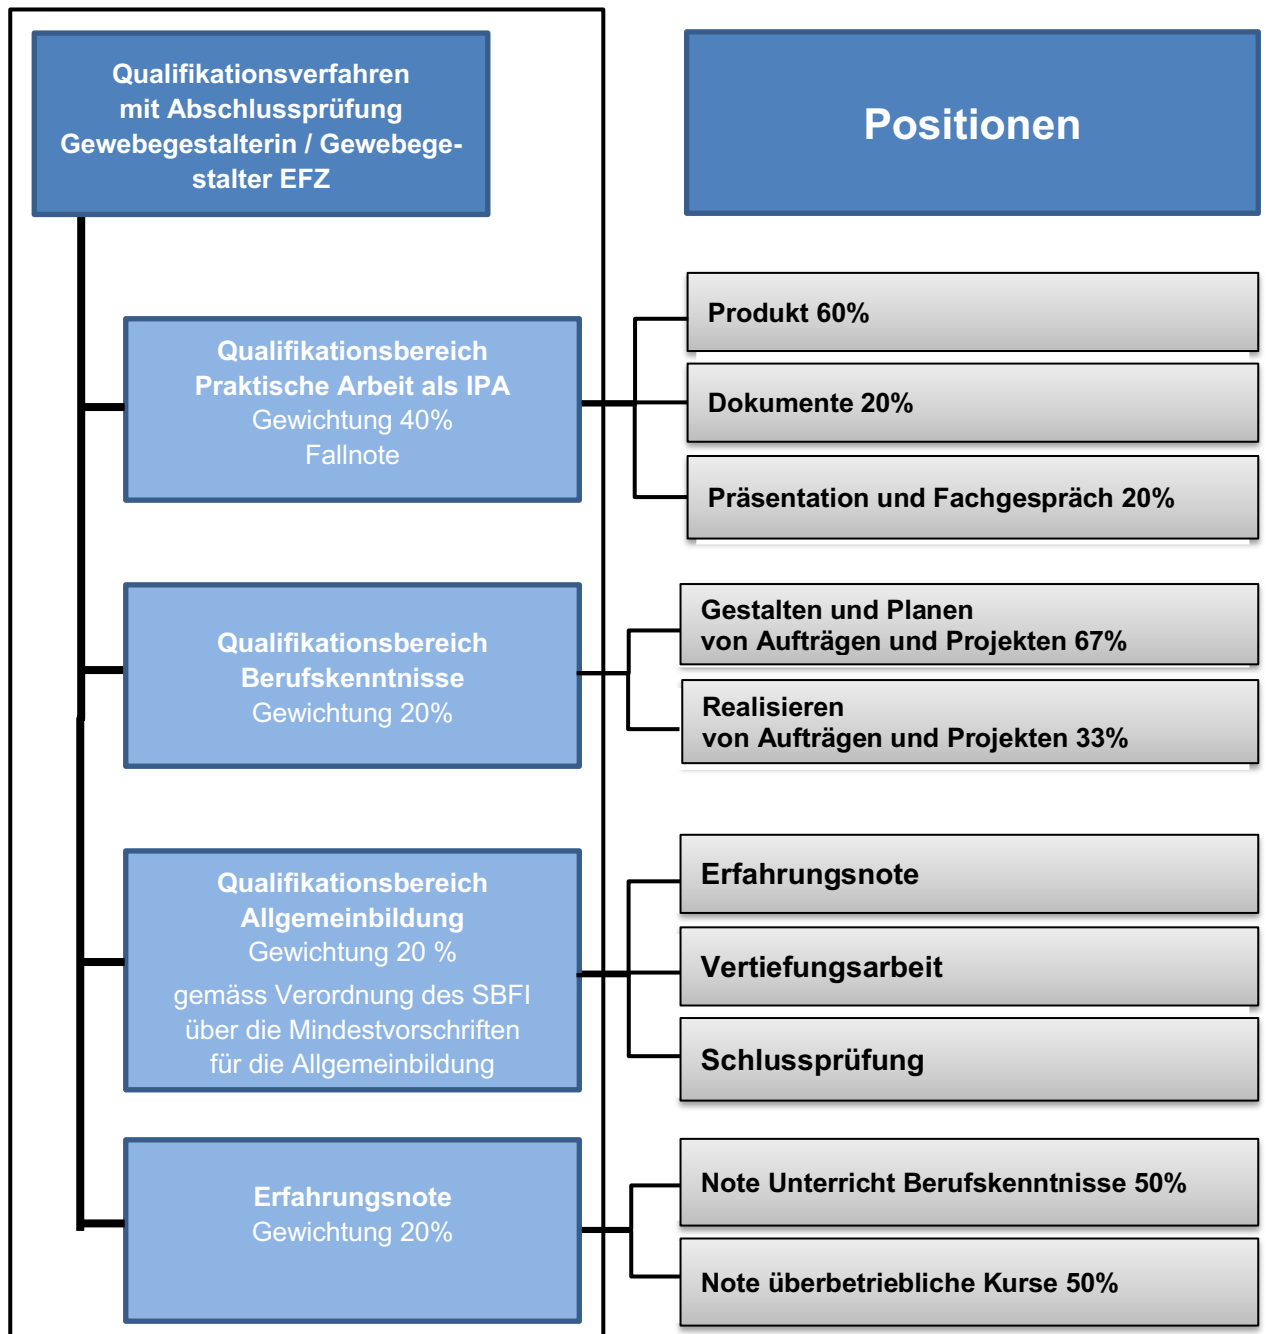 Qualifikationsverfahren
mit Abschlussprüfung
Gewebegestalterin / Gewebege-
stalter EFZ
Positionen
Qualifikationsbereich
Praktische Arbeit als IPA
Gewichtung 40%
Fallnote
Produkt 60%
Dokumente 20%
Präsentation und Fachgespräch 20%
Qualifikationsbereich
Berufskenntnisse
Gewichtung 20%
Gestalten und Planen
von Aufträgen und Projekten 67%
Realisieren
von Aufträgen und Projekten 33%
Qualifikationsbereich
Allgemeinbildung
Gewichtung 20 %
gemäss Verordnung des SBFI
über die Mindestvorschriften
für die Allgemeinbildung
Erfahrungsnote
Vertiefungsarbeit
Schlussprüfung
Erfahrungsnote
Gewichtung 20%
Note Unterricht Berufskenntnisse 50%
Note überbetriebliche Kurse 50%